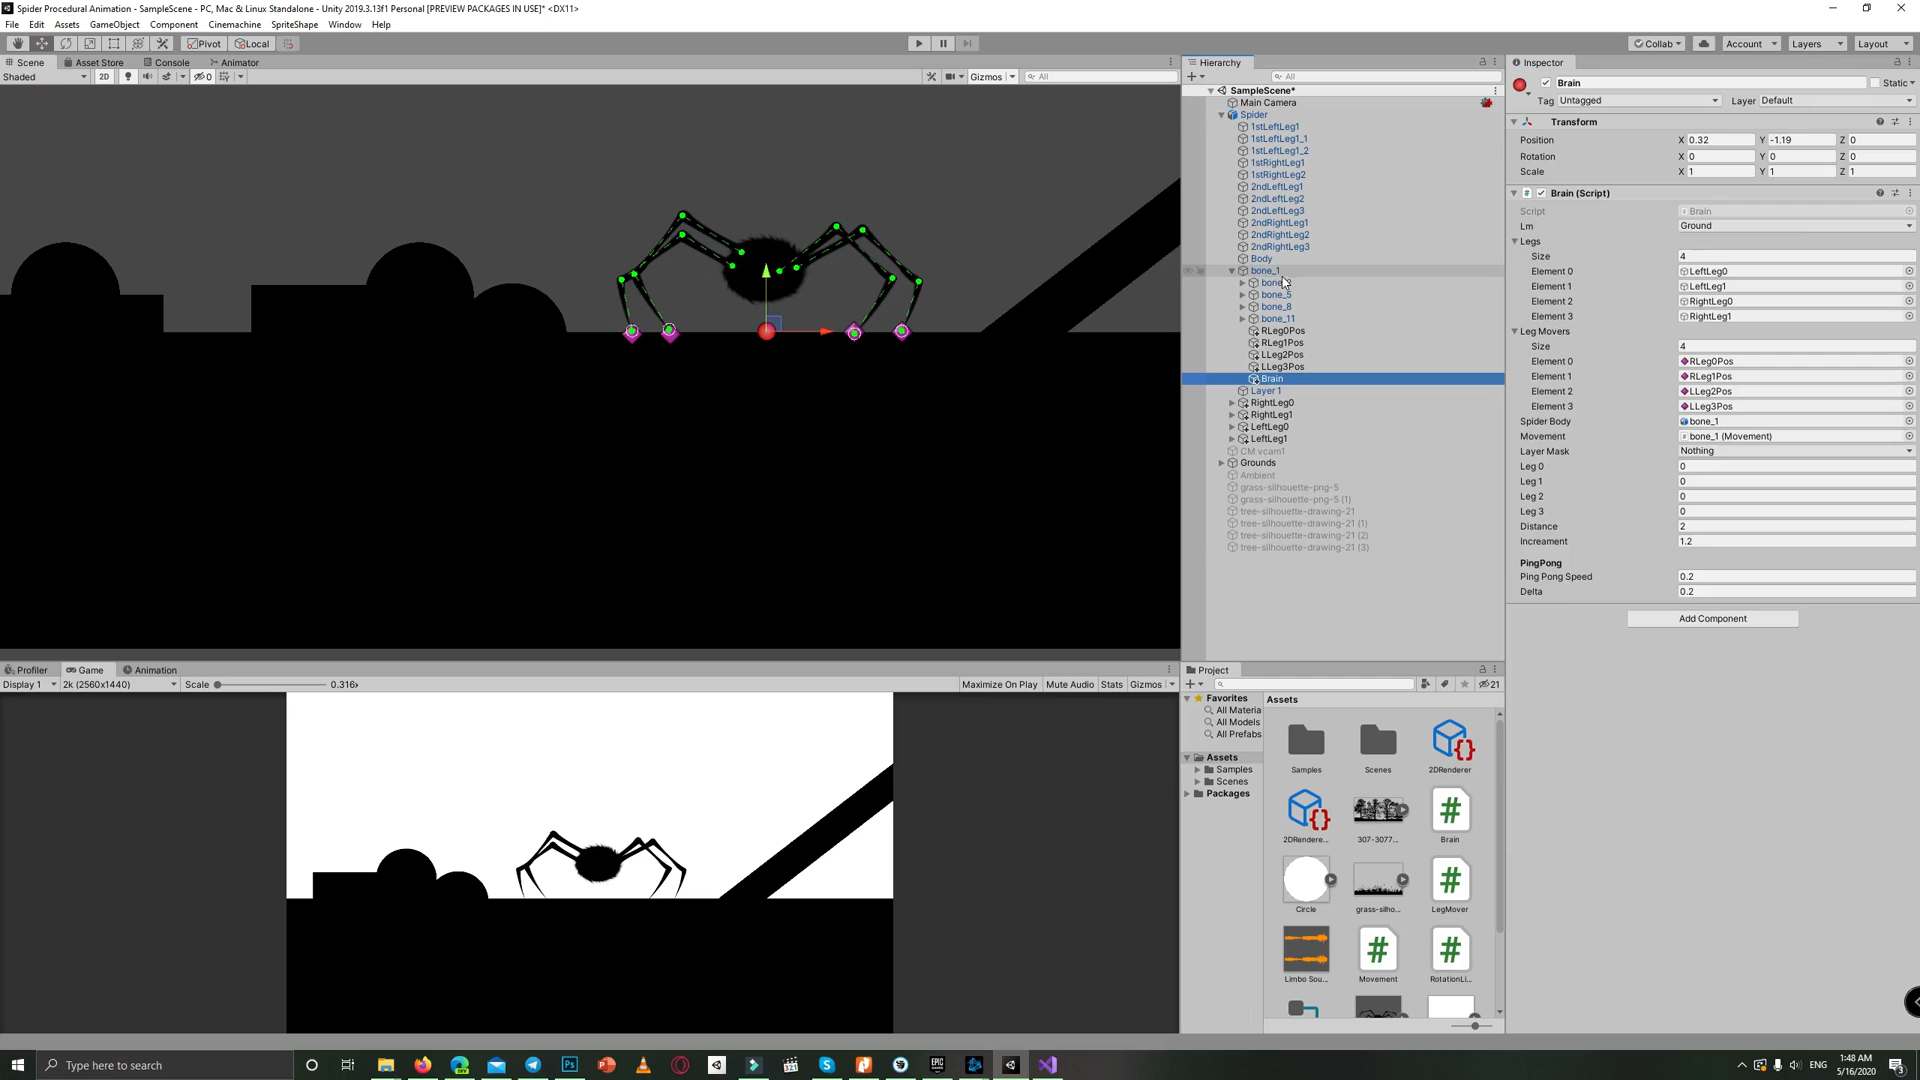 Spider Procedural Animation - SampleScene - PC, Mac & Linux Standalone - Unity 2019.3.13f1 Personal [PREVIEW PACKAGES IN USE]* <DX11>
File Edit Assets GameObject Component Cinemachine SpriteShape Window Help
Pivot Local Collab Account Layers Layout
Scene Asset Store Console Animator
Shaded 2D 0 Gizmos All
Hierarchy
All
SampleScene*
Main Camera
Spider
1stLeftLeg1
1stLeftLeg1_1
1stLeftLeg1_2
1stRightLeg1
1stRightLeg2
2ndLeftLeg1
2ndLeftLeg2
2ndLeftLeg3
2ndRightLeg1
2ndRightLeg2
2ndRightLeg3
Body
bone_1
bone_
bone_5
bone_8
bone_11
RLeg0Pos
RLeg1Pos
LLeg2Pos
LLeg3Pos
Brain
Layer 1
RightLeg0
RightLeg1
LeftLeg0
LeftLeg1
CM vcam1
Grounds
Ambient
grass-silhouette-png-5
grass-silhouette-png-5 (1)
tree-silhouette-drawing-21
tree-silhouette-drawing-21 (1)
tree-silhouette-drawing-21 (2)
tree-silhouette-drawing-21 (3)
Inspector
Brain Static
Tag Untagged Layer Default
Transform
Position X 0.32 Y -1.19 Z 0
Rotation X 0 Y 0 Z 0
Scale X 1 Y 1 Z 1
Brain (Script)
Script Brain
Lm Ground
Legs
Size 4
Element 0 LeftLeg0
Element 1 LeftLeg1
Element 2 RightLeg0
Element 3 RightLeg1
Leg Movers
Size 4
Element 0 RLeg0Pos
Element 1 RLeg1Pos
Element 2 LLeg2Pos
Element 3 LLeg3Pos
Spider Body bone_1
Movement bone_1 (Movement)
Layer Mask Nothing
Leg 0 0
Leg 1 0
Leg 2 0
Leg 3 0
Distance 2
Increament 1.2
PingPong
Ping Pong Speed 0.2
Delta 0.2
Add Component
Profiler Game Animation
Display 1 2k (2560x1440) Scale 0.316x Maximize On Play Mute Audio Stats Gizmos
Project
21
Favorites
All Materia
All Models
All Prefabs
Assets
Samples
Scenes
Packages
Assets
Samples Scenes 2DRenderer
2DRendere... 307-3077... Brain
Circle grass-silho... LegMover
Limbo Sou... Movement RotationLi...
Type here to search
ENG
1:48 AM
5/16/2020
3